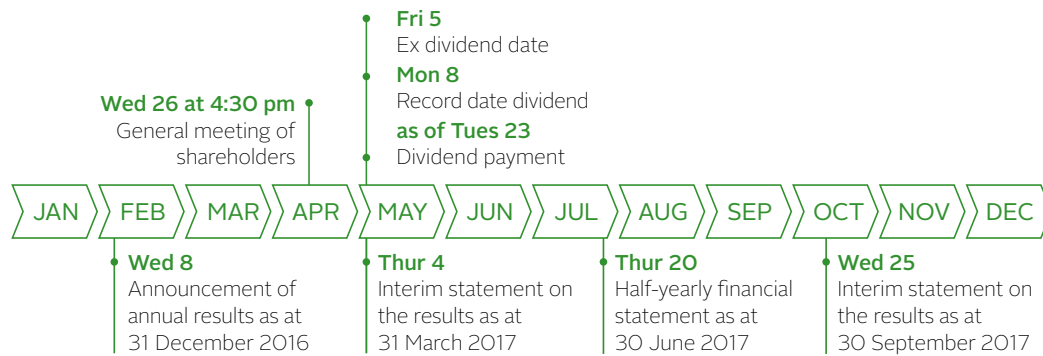 Fri 5
Ex dividend date
Mon 8
Record date dividend
as of Tues 23
Dividend payment
Wed 26 at 4:30 pm
General meeting of
shareholders
JAN FEB MAR APR MAY JUN JUL AUG SEP OCT NOV DEC
Wed 8
Announcement of
annual results as at
31 December 2016
Thur 4
Interim statement on
the results as at
31 March 2017
Thur 20
Half-yearly financial
statement as at
30 June 2017
Wed 25
Interim statement on
the results as at
30 September 2017